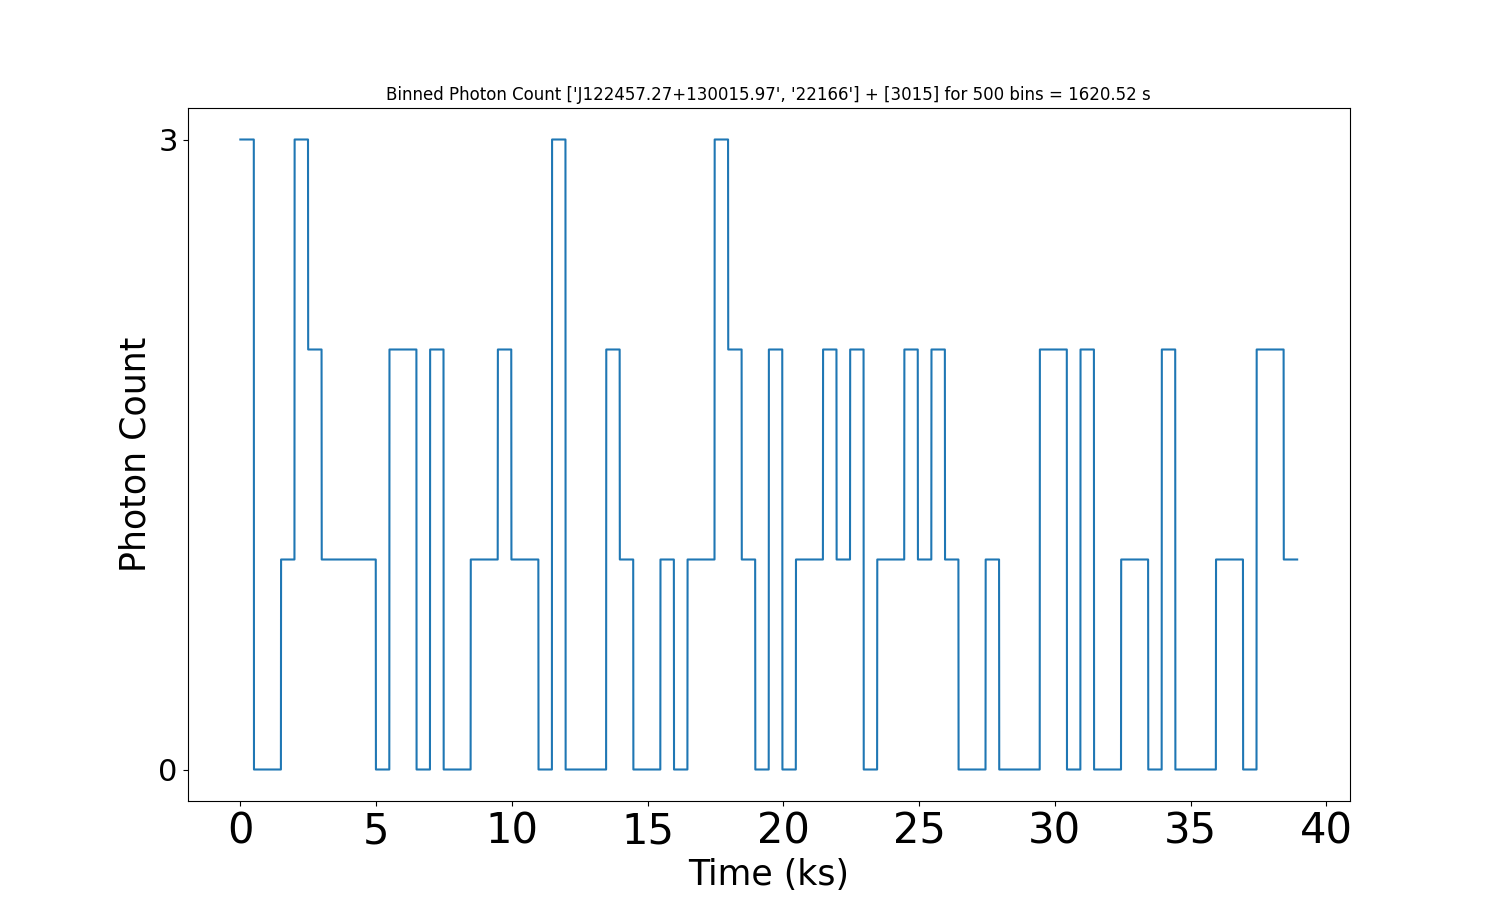 Binned Photon Count ['J122457.27+130015.97', '22166'] + [3015] for 500 bins = 1620.52 s
3
Photon Count
0
0 5 10 15 20 25 30 35 40
Time (ks)